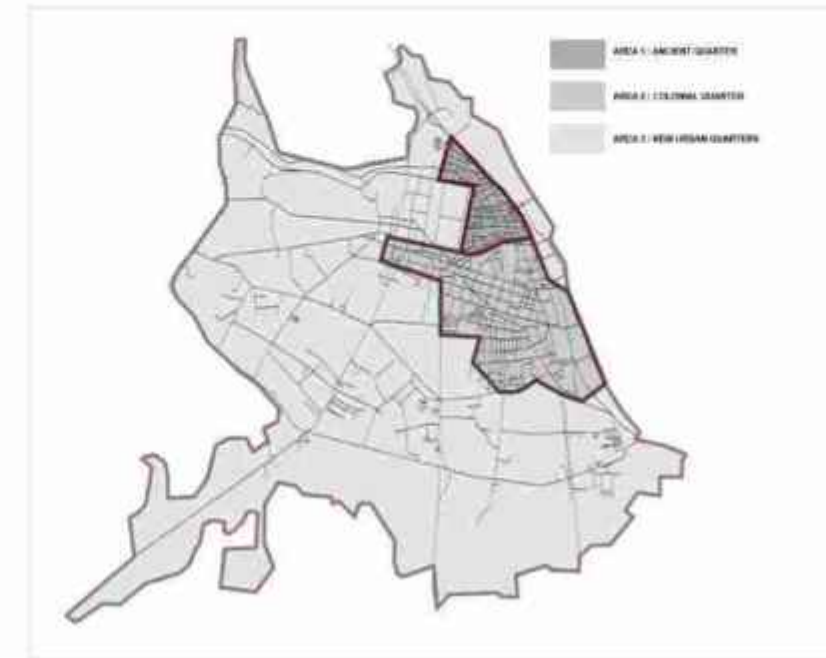 AREA 1 / ANCIENT QUARTER
AREA 2 / COLONIAL QUARTER
AREA 3 / NEW URBAN QUARTERS